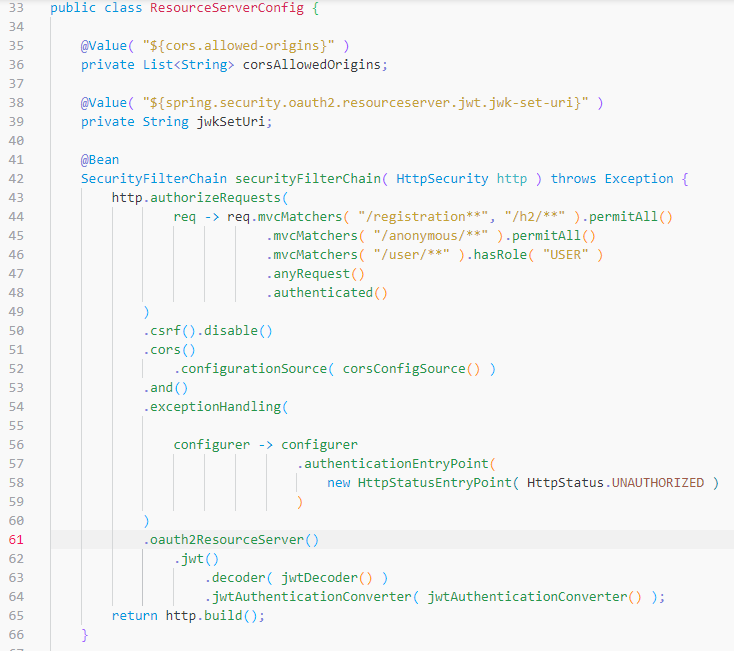 33 public class ResourceServerConfig {
34
35     @Value( "${cors.allowed-origins}" )
36     private List<String> corsAllowedOrigins;
37
38     @Value( "${spring.security.oauth2.resourceserver.jwt.jwk-set-uri}" )
39     private String jwkSetUri;
40
41     @Bean
42     SecurityFilterChain securityFilterChain( HttpSecurity http ) throws Exception {
43         http.authorizeRequests(
44                 req -> req.mvcMatchers( "/registration**", "/h2/**" ).permitAll()
45                             .mvcMatchers( "/anonymous/**" ).permitAll()
46                             .mvcMatchers( "/user/**" ).hasRole( "USER" )
47                             .anyRequest()
48                             .authenticated()
49             )
50             .csrf().disable()
51             .cors()
52                 .configurationSource( corsConfigSource() )
53             .and()
54             .exceptionHandling(
55
56                 configurer -> configurer
57                                 .authenticationEntryPoint(
58                                     new HttpStatusEntryPoint( HttpStatus.UNAUTHORIZED )
59                                 )
60             )
61             .oauth2ResourceServer()
62                 .jwt()
63                     .decoder( jwtDecoder() )
64                     .jwtAuthenticationConverter( jwtAuthenticationConverter() );
65         return http.build();
66     }